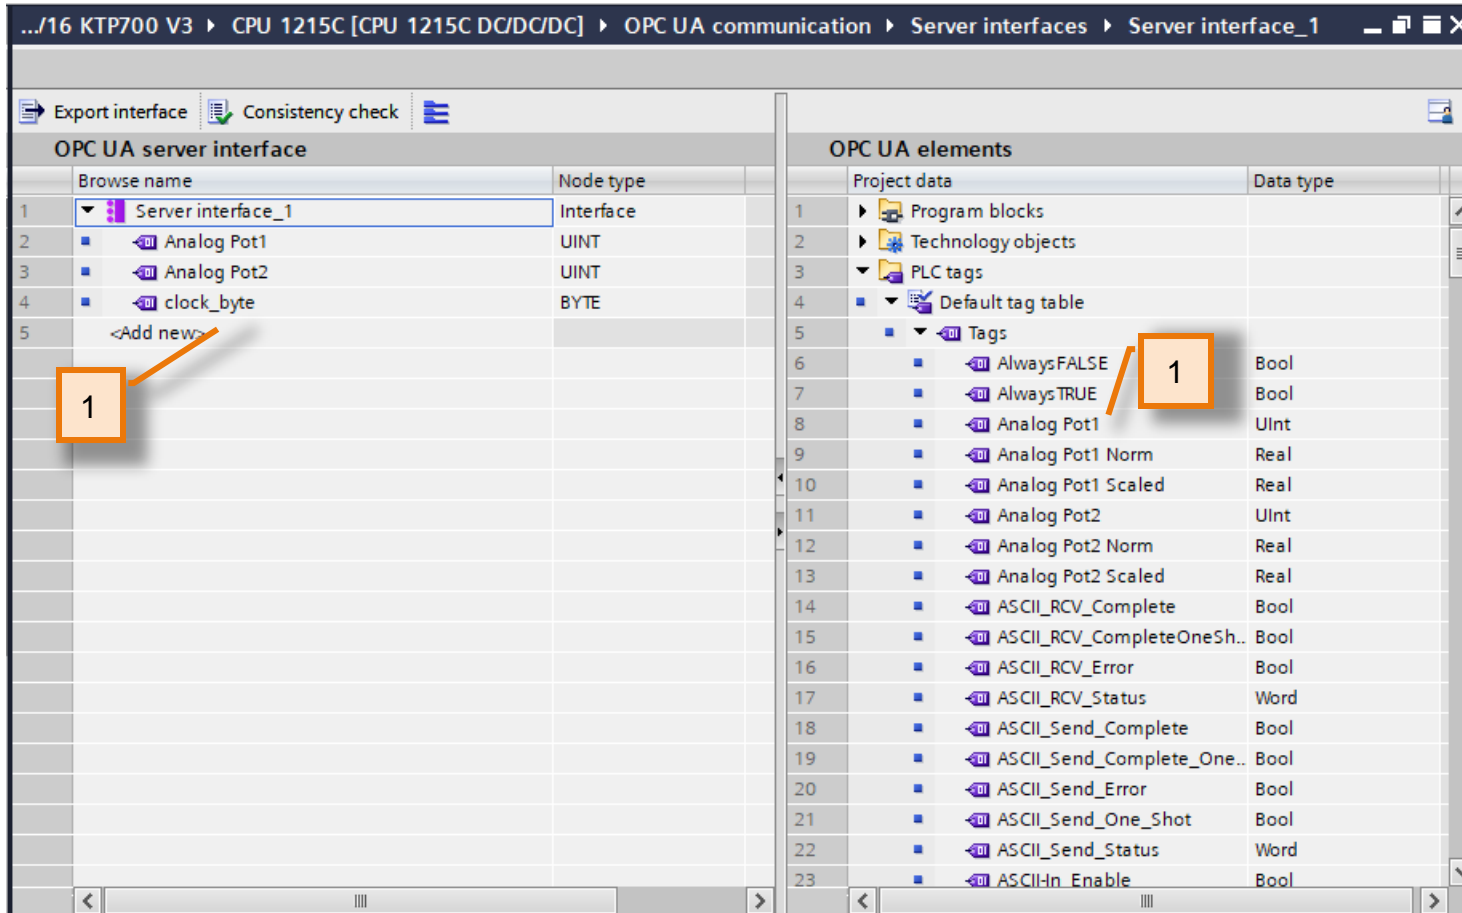 .../16 KTP700 V3 CPU 1215C [CPU 1215C DC/DC/DC] OPC UA communication Server interfaces Server interface_1
Export interface Consistency check
OPC UA server interface
Browse name Node type
1 Server interface_1 Interface
2 Analog Pot1 UINT
3 Analog Pot2 UINT
4 clock_byte BYTE
5 <Add new>
1
OPC UA elements
Project data Data type
1 Program blocks
2 Technology objects
3 PLC tags
4 Default tag table
5 Tags
6 AlwaysFALSE Bool
1
7 AlwaysTRUE Bool
8 Analog Pot1 UInt
9 Analog Pot1 Norm Real
10 Analog Pot1 Scaled Real
11 Analog Pot2 UInt
12 Analog Pot2 Norm Real
13 Analog Pot2 Scaled Real
14 ASCII_RCV_Complete Bool
15 ASCII_RCV_CompleteOneSh.. Bool
16 ASCII_RCV_Error Bool
17 ASCII_RCV_Status Word
18 ASCII_Send_Complete Bool
19 ASCII_Send_Complete_One.. Bool
20 ASCII_Send_Error Bool
21 ASCII_Send_One_Shot Bool
22 ASCII_Send_Status Word
23 ASCII-In_Enable Bool